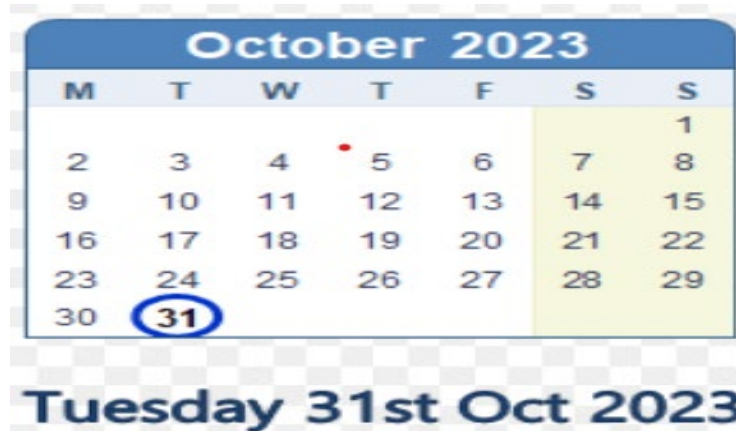 October 2023
M T W T F S S
1
2 3 4 5 6 7 8
9 10 11 12 13 14 15
16 17 18 19 20 21 22
23 24 25 26 27 28 29
30 31
Tuesday 31st Oct 2023